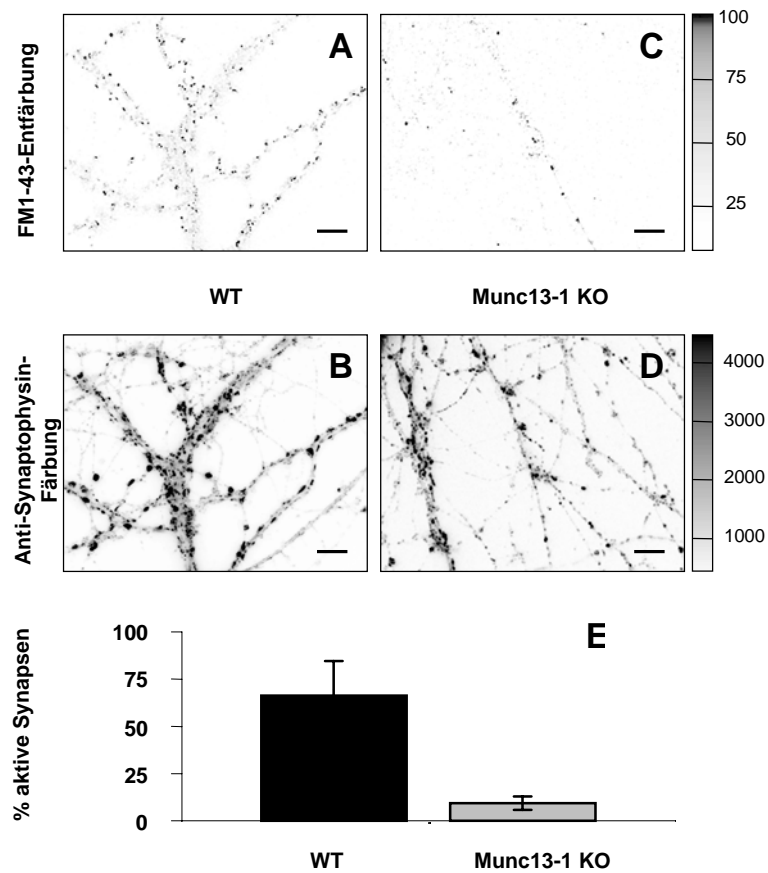 FM1-43-Entfärbung
A
C
100
75
50
25
WT
Munc13-1 KO
Anti-Synaptophysin-
Färbung
B
D
4000
3000
2000
1000
% aktive Synapsen
E
100
75
50
25
0
WT
Munc13-1 KO